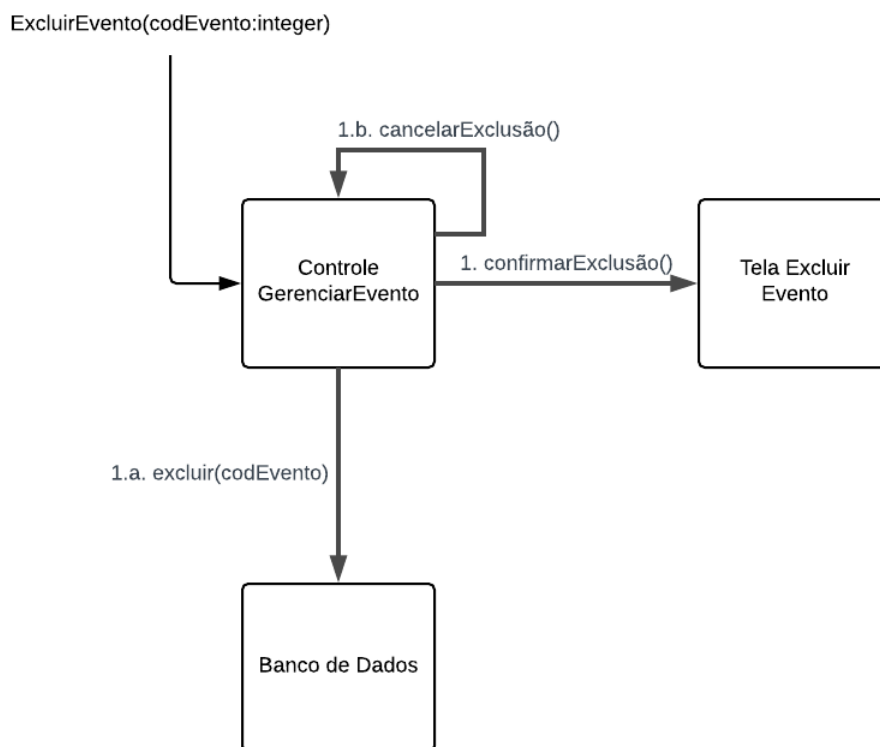 ExcluirEvento(codEvento:integer)
1.b. cancelarExclusão()
Controle
GerenciarEvento
1. confirmarExclusão()
Tela Excluir
Evento
1.a. excluir(codEvento)
Banco de Dados